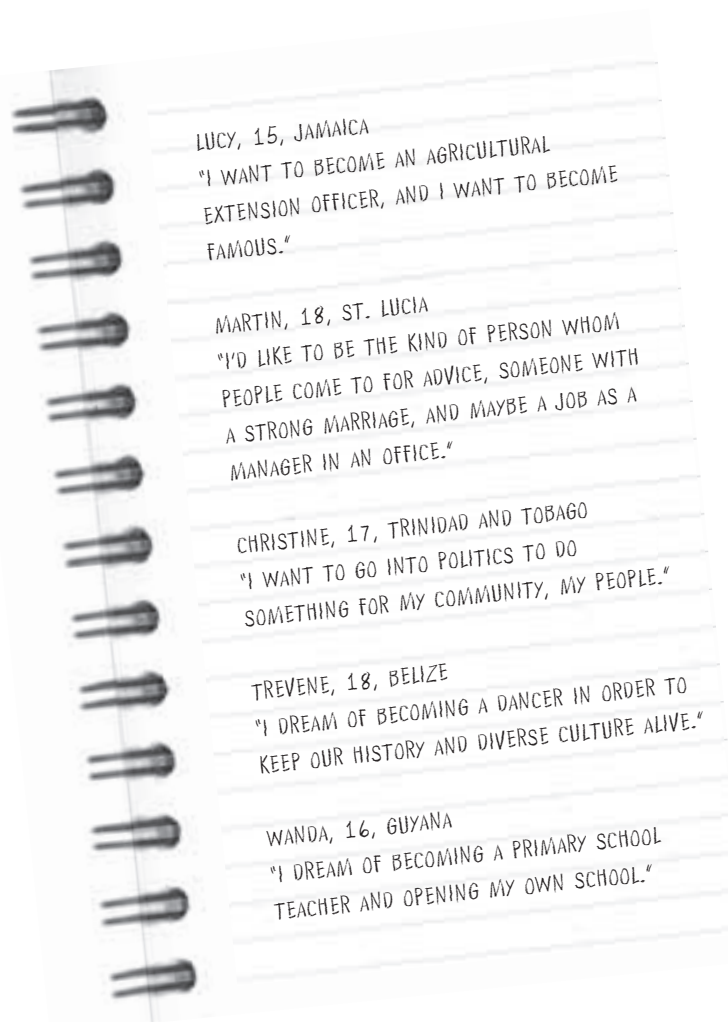 LUCY, 15, JAMAICA
"I WANT TO BECOME AN AGRICULTURAL
EXTENSION OFFICER, AND I WANT TO BECOME
FAMOUS."
MARTIN, 18, ST. LUCIA
"I'D LIKE TO BE THE KIND OF PERSON WHOM
PEOPLE COME TO FOR ADVICE, SOMEONE WITH
A STRONG MARRIAGE, AND MAYBE A JOB AS A
MANAGER IN AN OFFICE."
CHRISTINE, 17, TRINIDAD AND TOBAGO
"I WANT TO GO INTO POLITICS TO DO
SOMETHING FOR MY COMMUNITY, MY PEOPLE."
TREVENE, 18, BELIZE
"I DREAM OF BECOMING A DANCER IN ORDER TO
KEEP OUR HISTORY AND DIVERSE CULTURE ALIVE."
WANDA, 16, GUYANA
"I DREAM OF BECOMING A PRIMARY SCHOOL
TEACHER AND OPENING MY OWN SCHOOL."